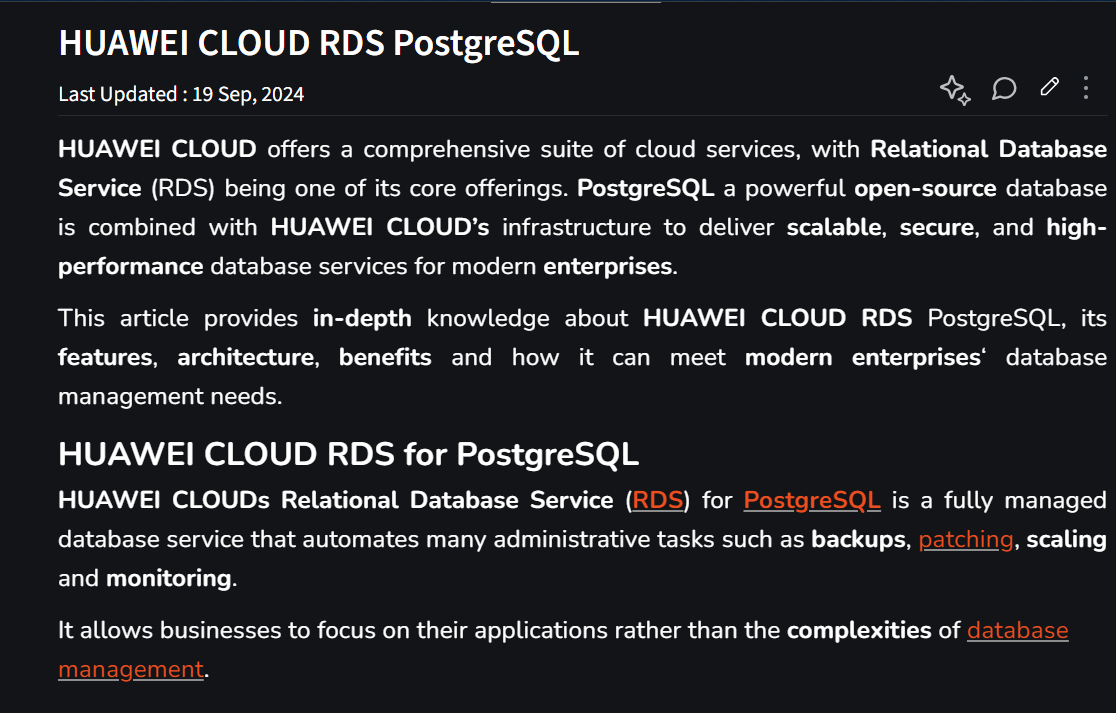 HUAWEI CLOUD RDS PostgreSQL
Last Updated : 19 Sep, 2024
HUAWEI CLOUD offers a comprehensive suite of cloud services, with Relational Database
Service (RDS) being one of its core offerings. PostgreSQL a powerful open-source database
is combined with HUAWEI CLOUD’s infrastructure to deliver scalable, secure, and high-
performance database services for modern enterprises.
This article provides in-depth knowledge about HUAWEI CLOUD RDS PostgreSQL, its
features, architecture, benefits and how it can meet modern enterprises‘ database
management needs.
HUAWEI CLOUD RDS for PostgreSQL
HUAWEI CLOUDs Relational Database Service (RDS) for PostgreSQL is a fully managed
database service that automates many administrative tasks such as backups, patching, scaling
and monitoring.
It allows businesses to focus on their applications rather than the complexities of database
management.